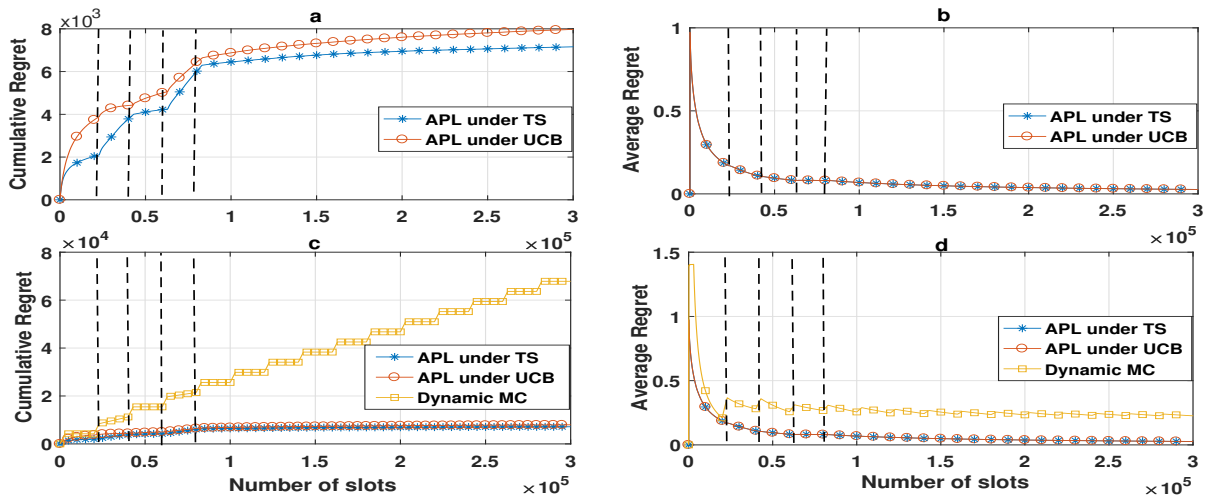 a
×10³
8
6
4
2
0
Cumulative Regret
APL under TS
APL under UCB
0 0.5 1 1.5 2 2.5 3
×10⁵
b
1
0.5
0
Average Regret
APL under TS
APL under UCB
0 0.5 1 1.5 2 2.5 3
×10⁵
c
×10⁴
8
6
4
2
0
Cumulative Regret
APL under TS
APL under UCB
Dynamic MC
0 0.5 1 1.5 2 2.5 3
Number of slots ×10⁵
d
1.5
1
0.5
0
Average Regret
APL under TS
APL under UCB
Dynamic MC
0 0.5 1 1.5 2 2.5 3
Number of slots ×10⁵